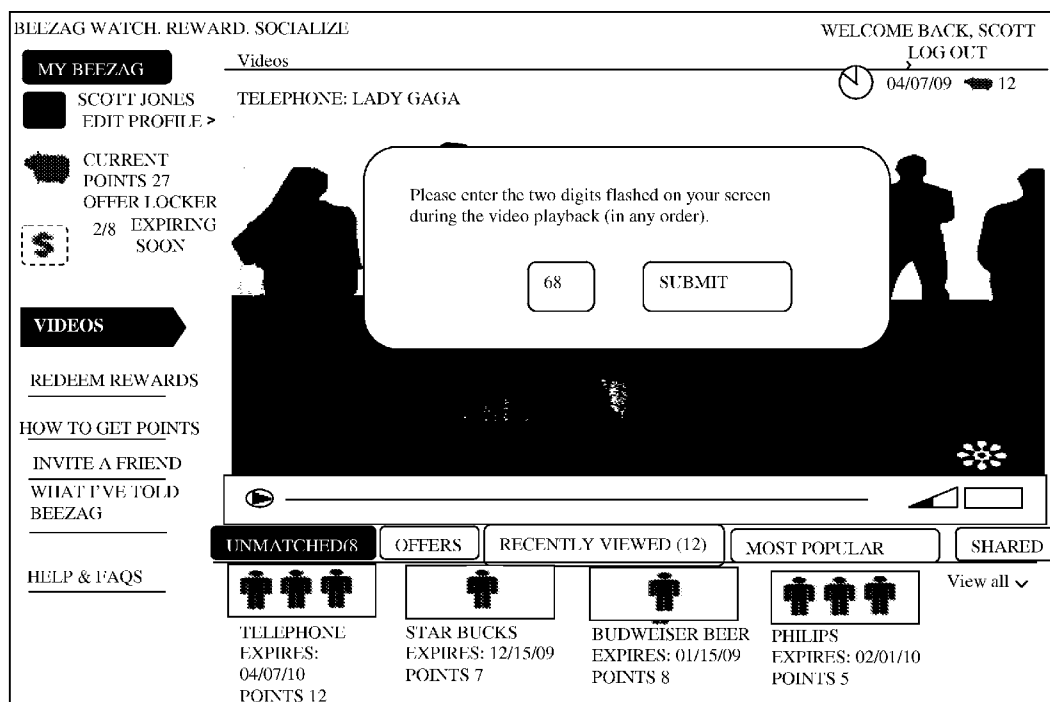 BEEZAG WATCH. REWARD. SOCIALIZE
WELCOME BACK, SCOTT
LOG OUT
MY BEEZAG
Videos
04/07/09 12
SCOTT JONES
EDIT PROFILE >
TELEPHONE: LADY GAGA
CURRENT
POINTS 27
OFFER LOCKER
2/8 EXPIRING
SOON
S
Please enter the two digits flashed on your screen
during the video playback (in any order).
68
SUBMIT
VIDEOS
REDEEM REWARDS
HOW TO GET POINTS
INVITE A FRIEND
WHAT I'VE TOLD
BEEZAG
HELP & FAQS
UNMATCHED(8
OFFERS
RECENTLY VIEWED (12)
MOST POPULAR
SHARED
View all
TELEPHONE
EXPIRES:
04/07/10
POINTS 12
STAR BUCKS
EXPIRES: 12/15/09
POINTS 7
BUDWEISER BEER
EXPIRES: 01/15/09
POINTS 8
PHILIPS
EXPIRES: 02/01/10
POINTS 5